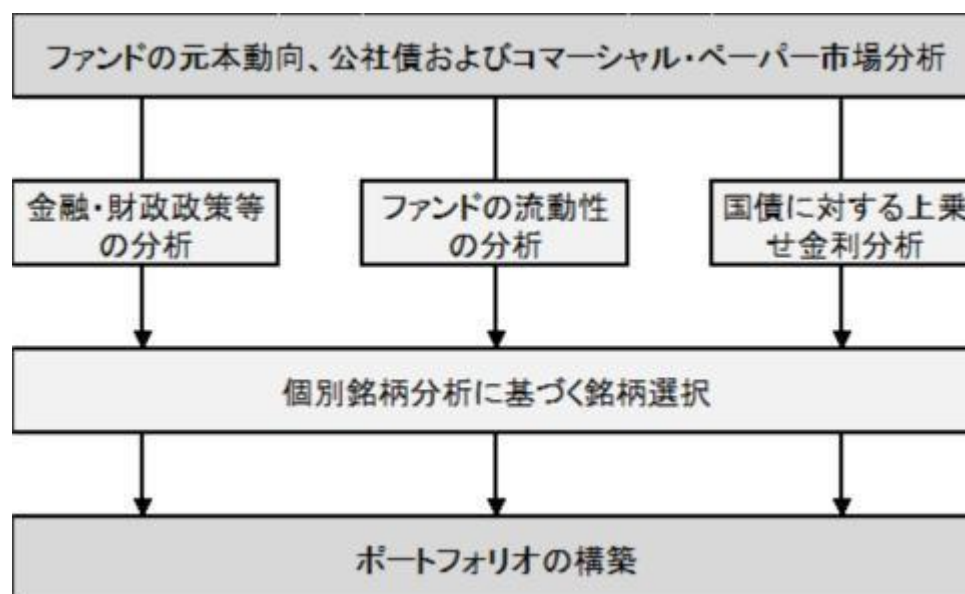 ファンドの元本動向、公社債およびコマーシャル・ペーパー市場分析
金融・財政政策等
の分析
ファンドの流動性
の分析
国債に対する上乗
せ金利分析
個別銘柄分析に基づく銘柄選択
ポートフォリオの構築